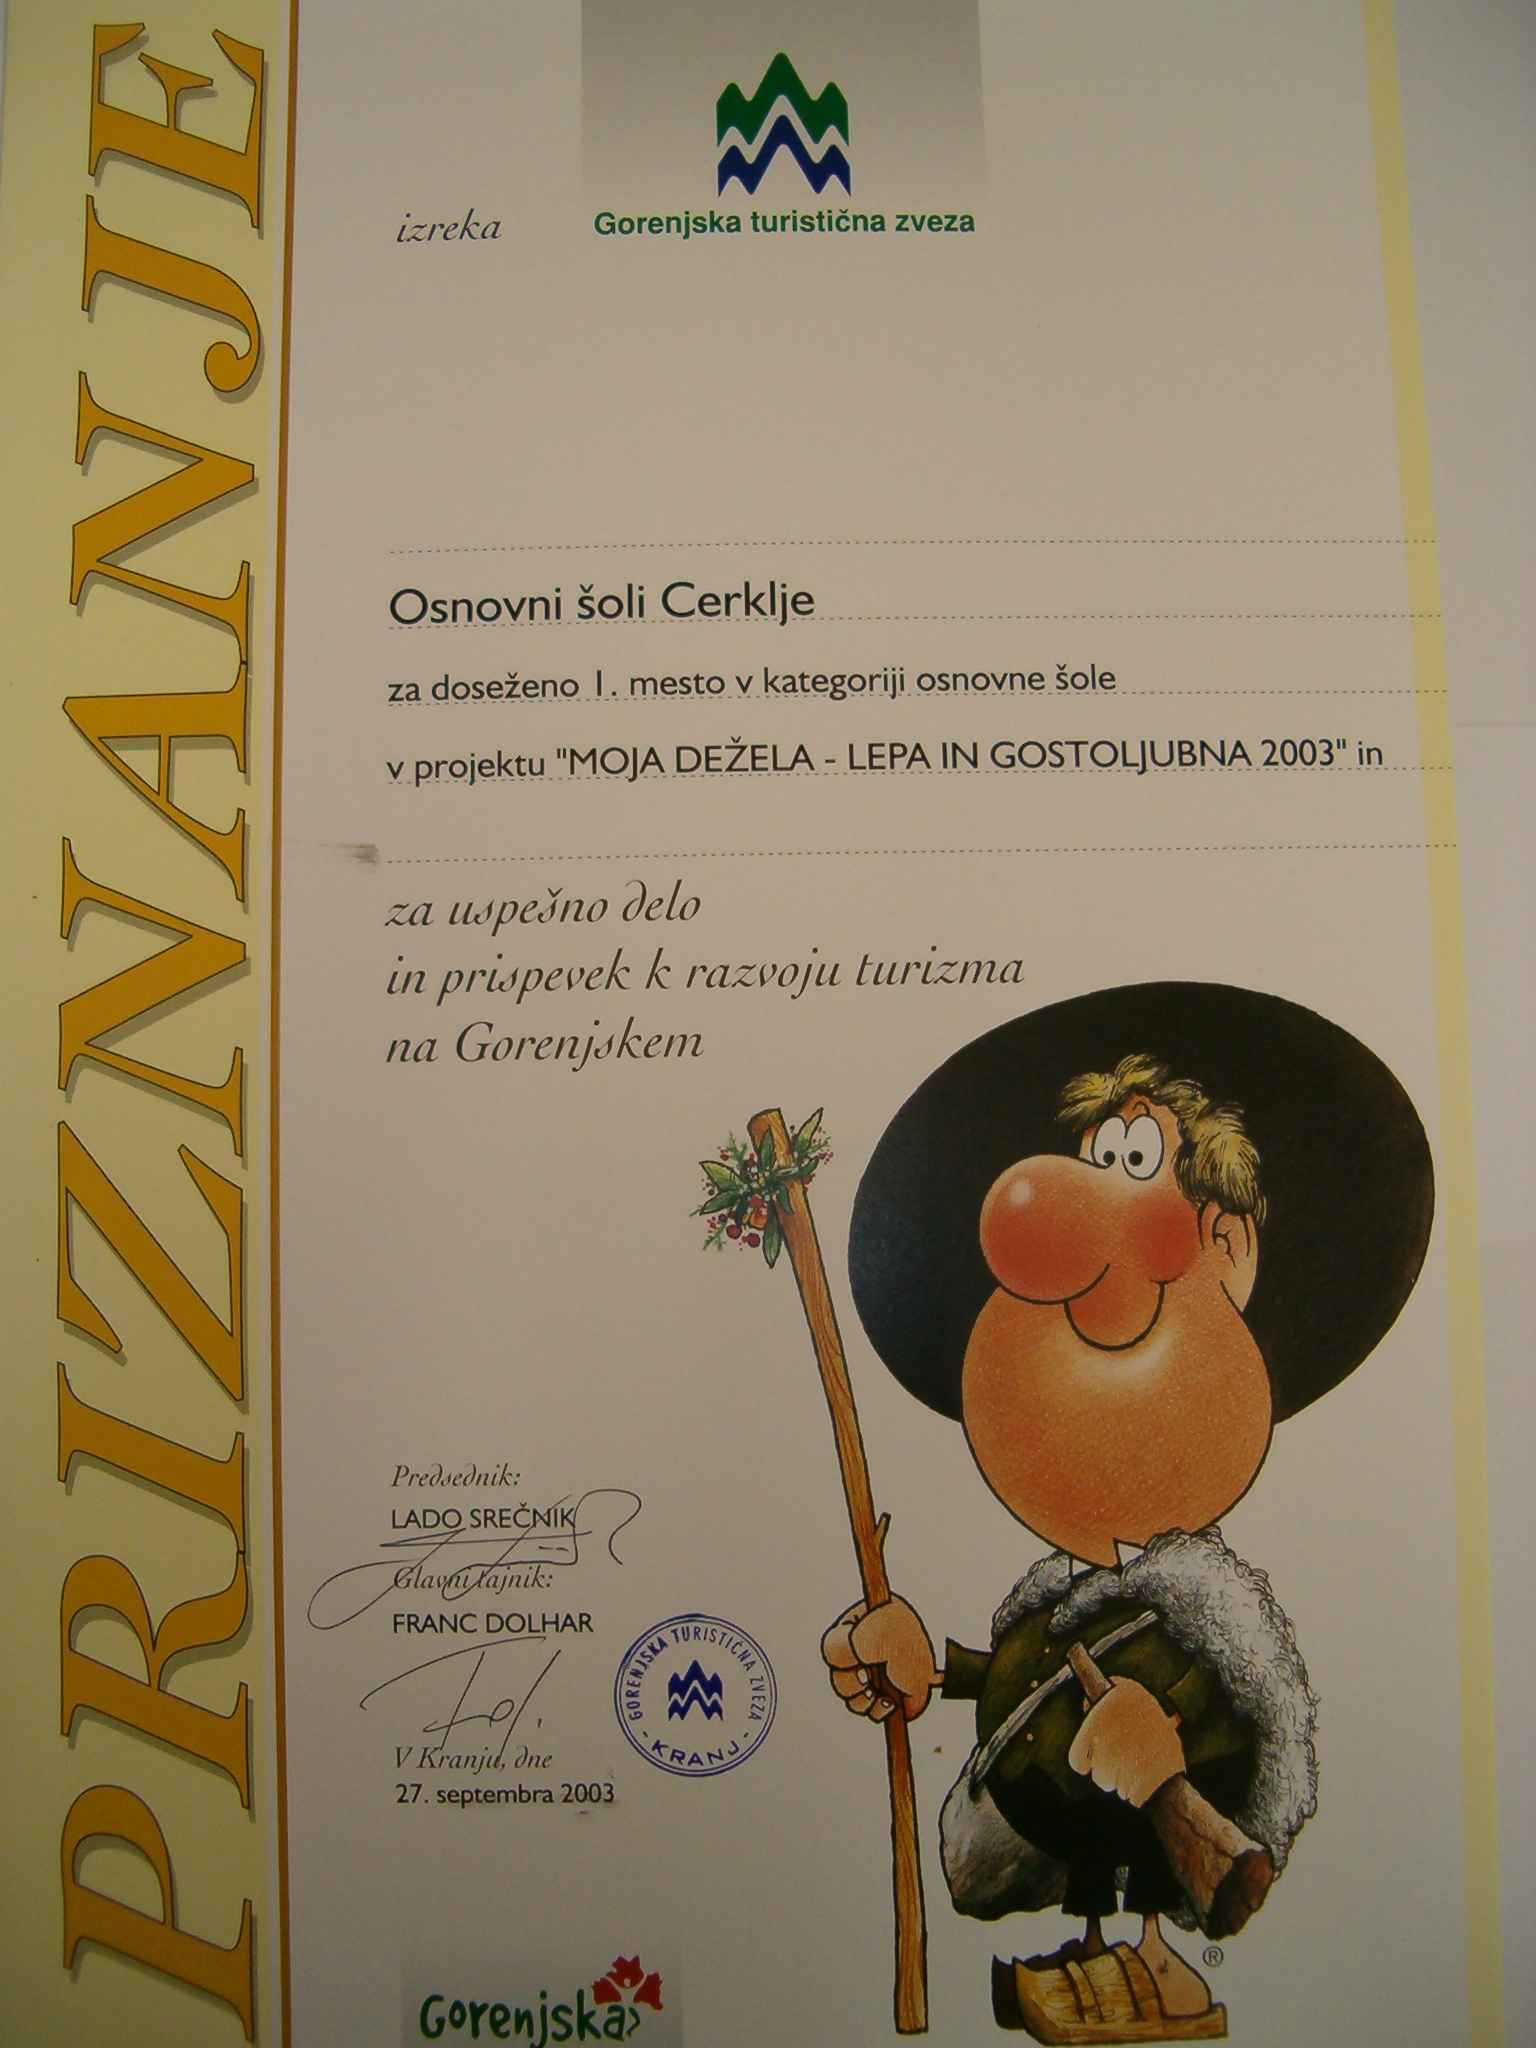 PRIZNANJE
izreka
Gorenjska turistična zveza
Osnovni šoli Cerklje
za doseženo 1. mesto v kategoriji osnovne šole
v projektu "MOJA DEŽELA - LEPA IN GOSTOLJUBNA 2003" in
za uspešno delo
in prispevek k razvoju turizma
na Gorenjskem
Predsednik:
LADO SREČNIK
Glavni tajnik:
FRANC DOLHAR
GORENJSKA TURISTIČNA ZVEZA
- KRANJ -
V Kranju, dne
27. septembra 2003
®
Gorenjska